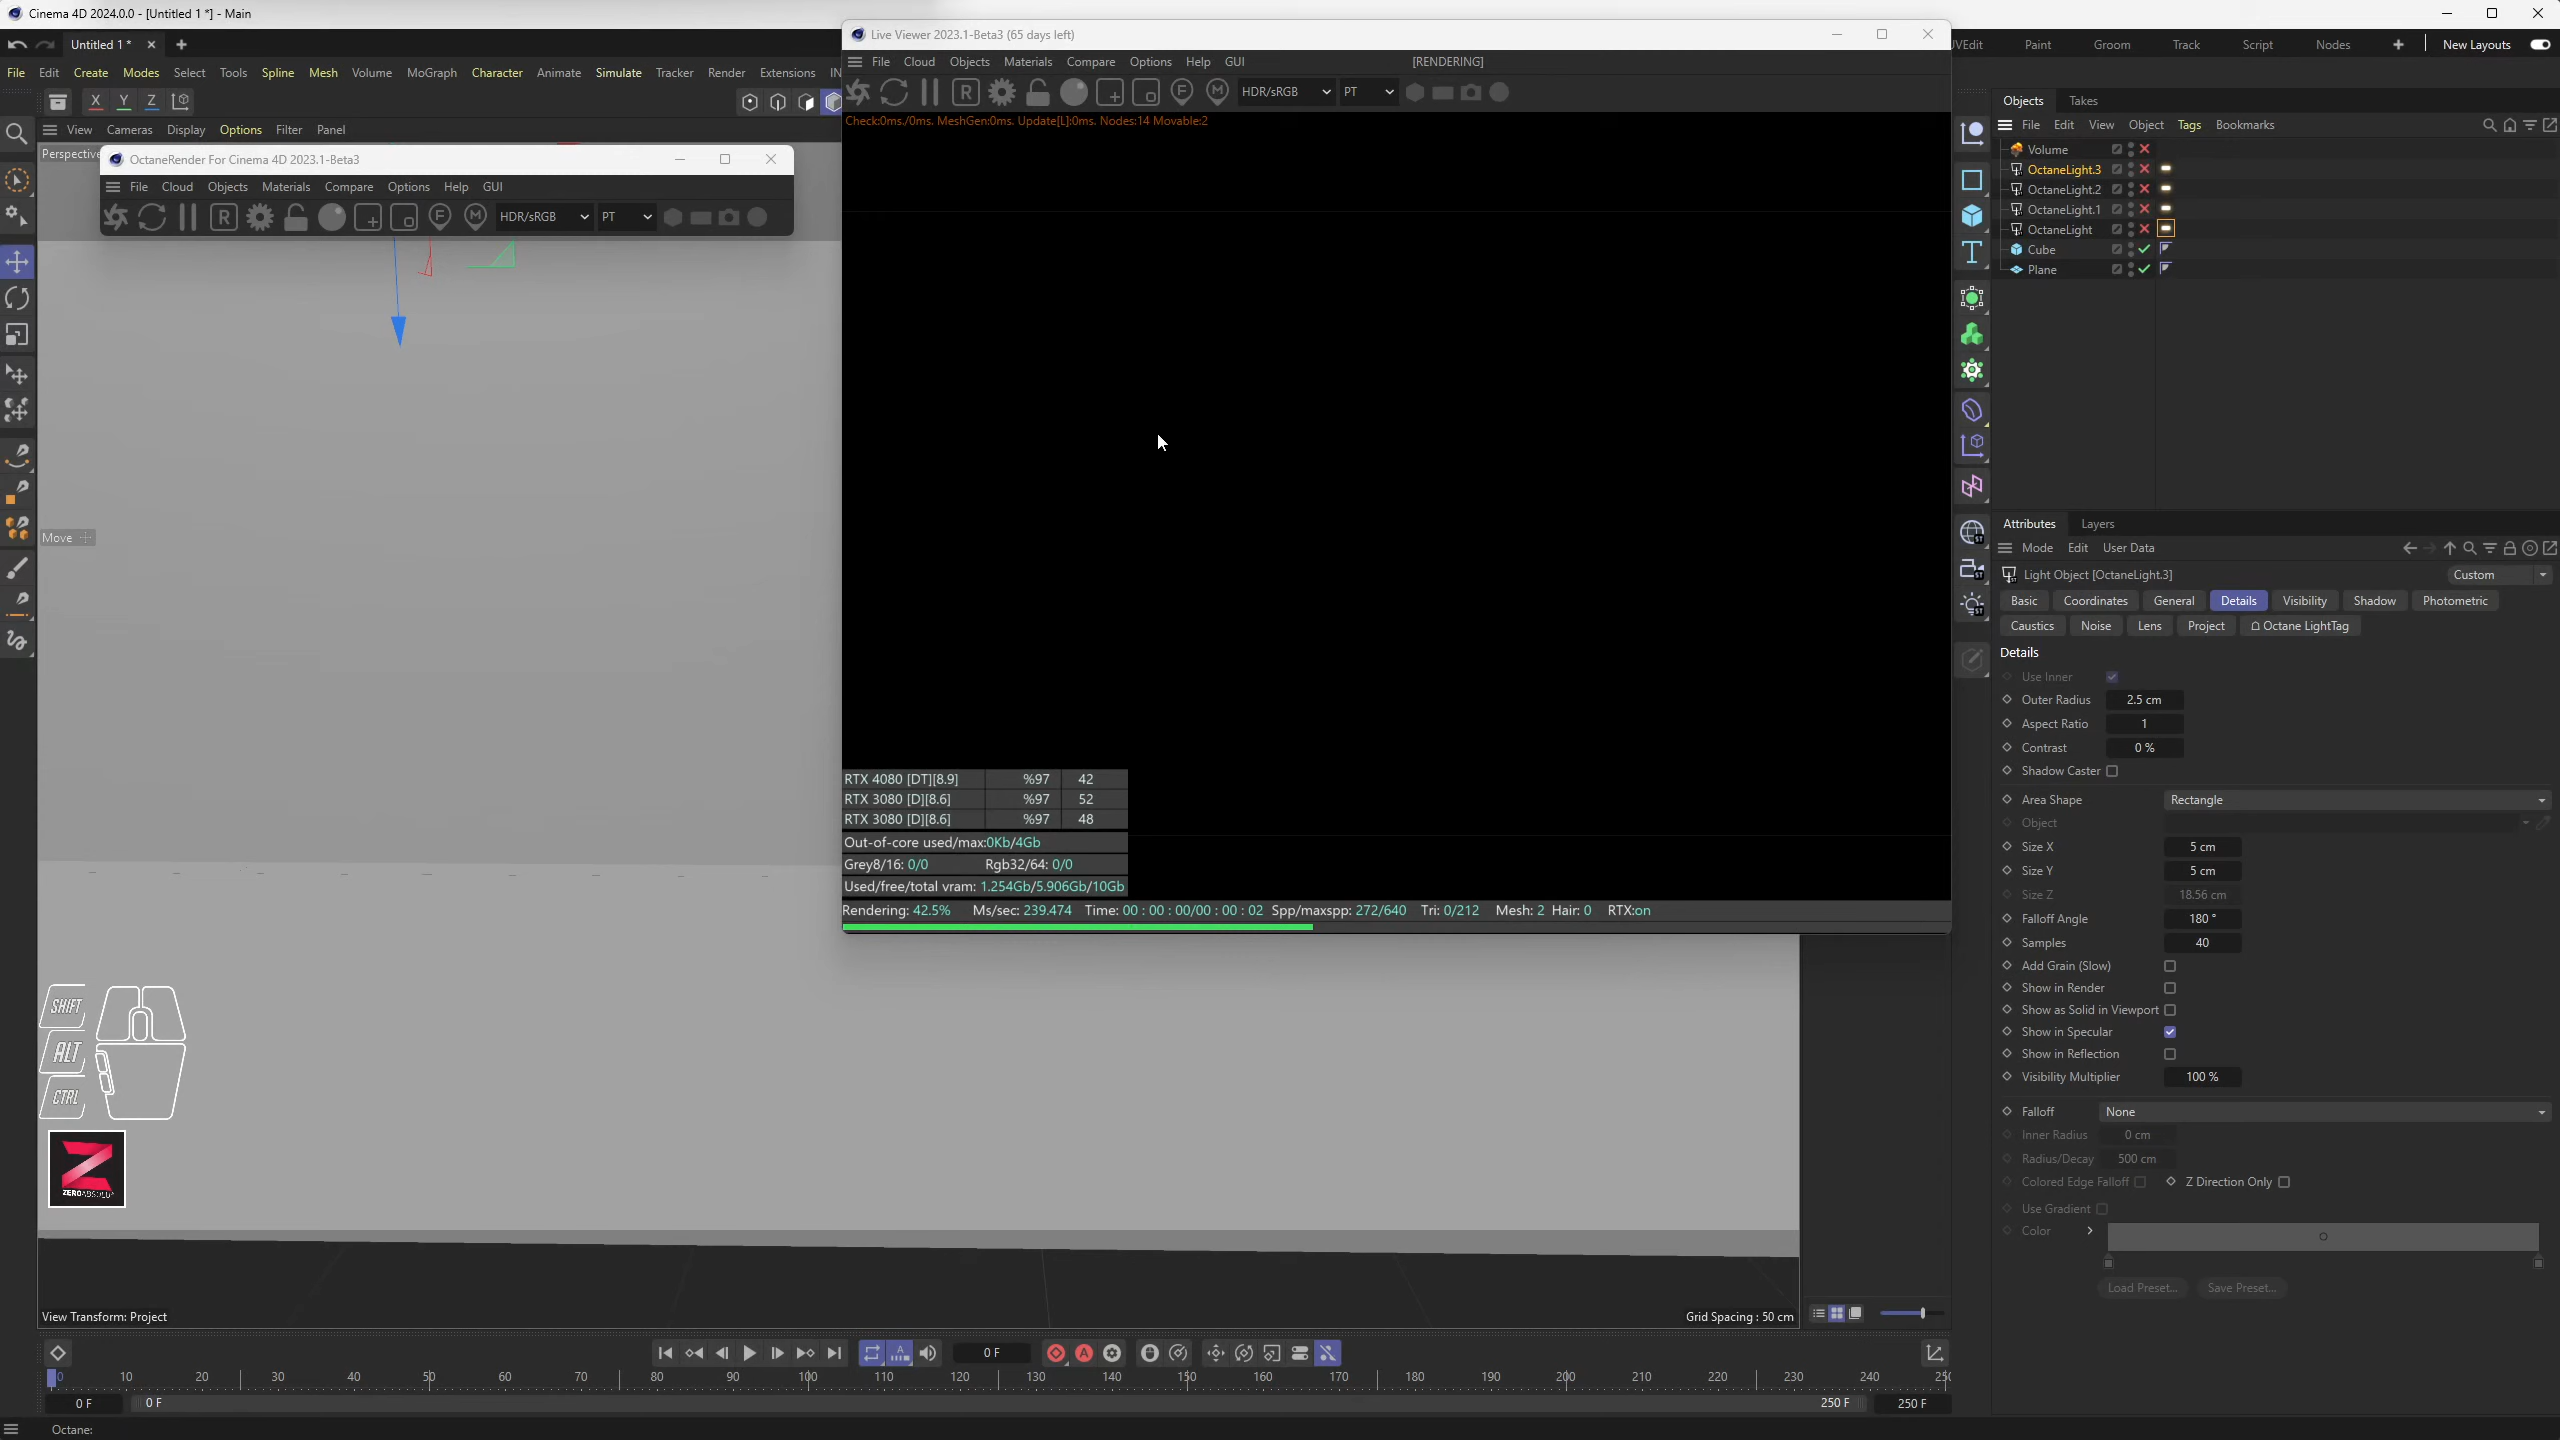 Cinema 4D 2024.0.0 - [Untitled 1 *] - Main
Untitled 1 *
UVEdit Paint Groom Track Script Nodes New Layouts
File Edit Create Modes Select Tools Spline Mesh Volume MoGraph Character Animate Simulate Tracker Render Extensions IN
X Y Z
View Cameras Display Options Filter Panel
Perspective
OctaneRender For Cinema 4D 2023.1-Beta3
File Cloud Objects Materials Compare Options Help GUI
R F M HDR/sRGB PT
Move
SHIFT
ALT
CTRL
Z
ZEROABSOLUT
View Transform: Project
Grid Spacing : 50 cm
Live Viewer 2023.1-Beta3 (65 days left)
File Cloud Objects Materials Compare Options Help GUI [RENDERING]
R F M HDR/sRGB PT
Check:0ms./0ms. MeshGen:0ms. Update[L]:0ms. Nodes:14 Movable:2
RTX 4080 [DT][8.9] %97 42
RTX 3080 [D][8.6] %97 52
RTX 3080 [D][8.6] %97 48
Out-of-core used/max:0Kb/4Gb
Grey8/16: 0/0 Rgb32/64: 0/0
Used/free/total vram: 1.254Gb/5.906Gb/10Gb
Rendering: 42.5% Ms/sec: 239.474 Time: 00 : 00 : 00/00 : 00 : 02 Spp/maxspp: 272/640 Tri: 0/212 Mesh: 2 Hair: 0 RTX:on
Objects Takes
File Edit View Object Tags Bookmarks
Volume
OctaneLight.3
OctaneLight.2
OctaneLight.1
OctaneLight
Cube
Plane
Attributes Layers
Mode Edit User Data
Light Object [OctaneLight.3] Custom
Basic Coordinates General Details Visibility Shadow Photometric
Caustics Noise Lens Project Octane LightTag
Details
Use Inner
Outer Radius 2.5 cm
Aspect Ratio 1
Contrast 0 %
Shadow Caster
Area Shape Rectangle
Object
Size X 5 cm
Size Y 5 cm
Size Z 18.56 cm
Falloff Angle 180 °
Samples 40
Add Grain (Slow)
Show in Render
Show as Solid in Viewport
Show in Specular
Show in Reflection
Visibility Multiplier 100 %
Falloff None
Inner Radius 0 cm
Radius/Decay 500 cm
Colored Edge Falloff Z Direction Only
Use Gradient
Color
Load Preset... Save Preset...
0 F A
0 10 20 30 40 50 60 70 80 90 100 110 120 130 140 150 160 170 180 190 200 210 220 230 240 250
0 F 0 F 250 F 250 F
Octane: